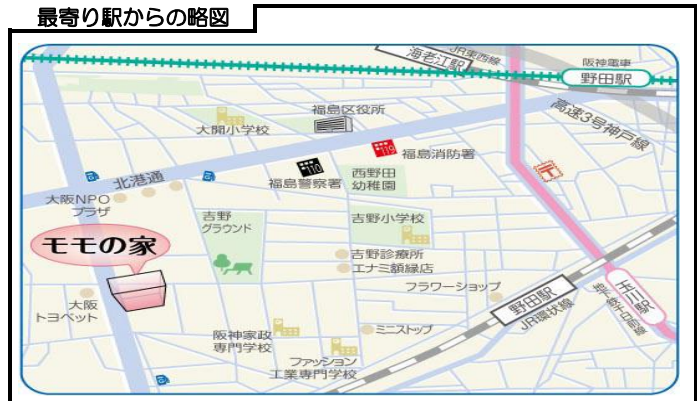 最寄り駅からの略図
海老江駅
JR東西線
阪神電車
野田駅
高速3号神戸線
福島区役所
大開小学校
119
福島消防署
110
福島警察署
西野田
幼稚園
北港通
大阪NPO
プラザ
吉野
グラウンド
吉野小学校
モモの家
吉野診療所
エナミ額縁店
フラワーショップ
野田駅
JR環状線
玉川駅
大阪
トヨペット
阪神家政
専門学校
ミニストップ
ファッション
工業専門学校